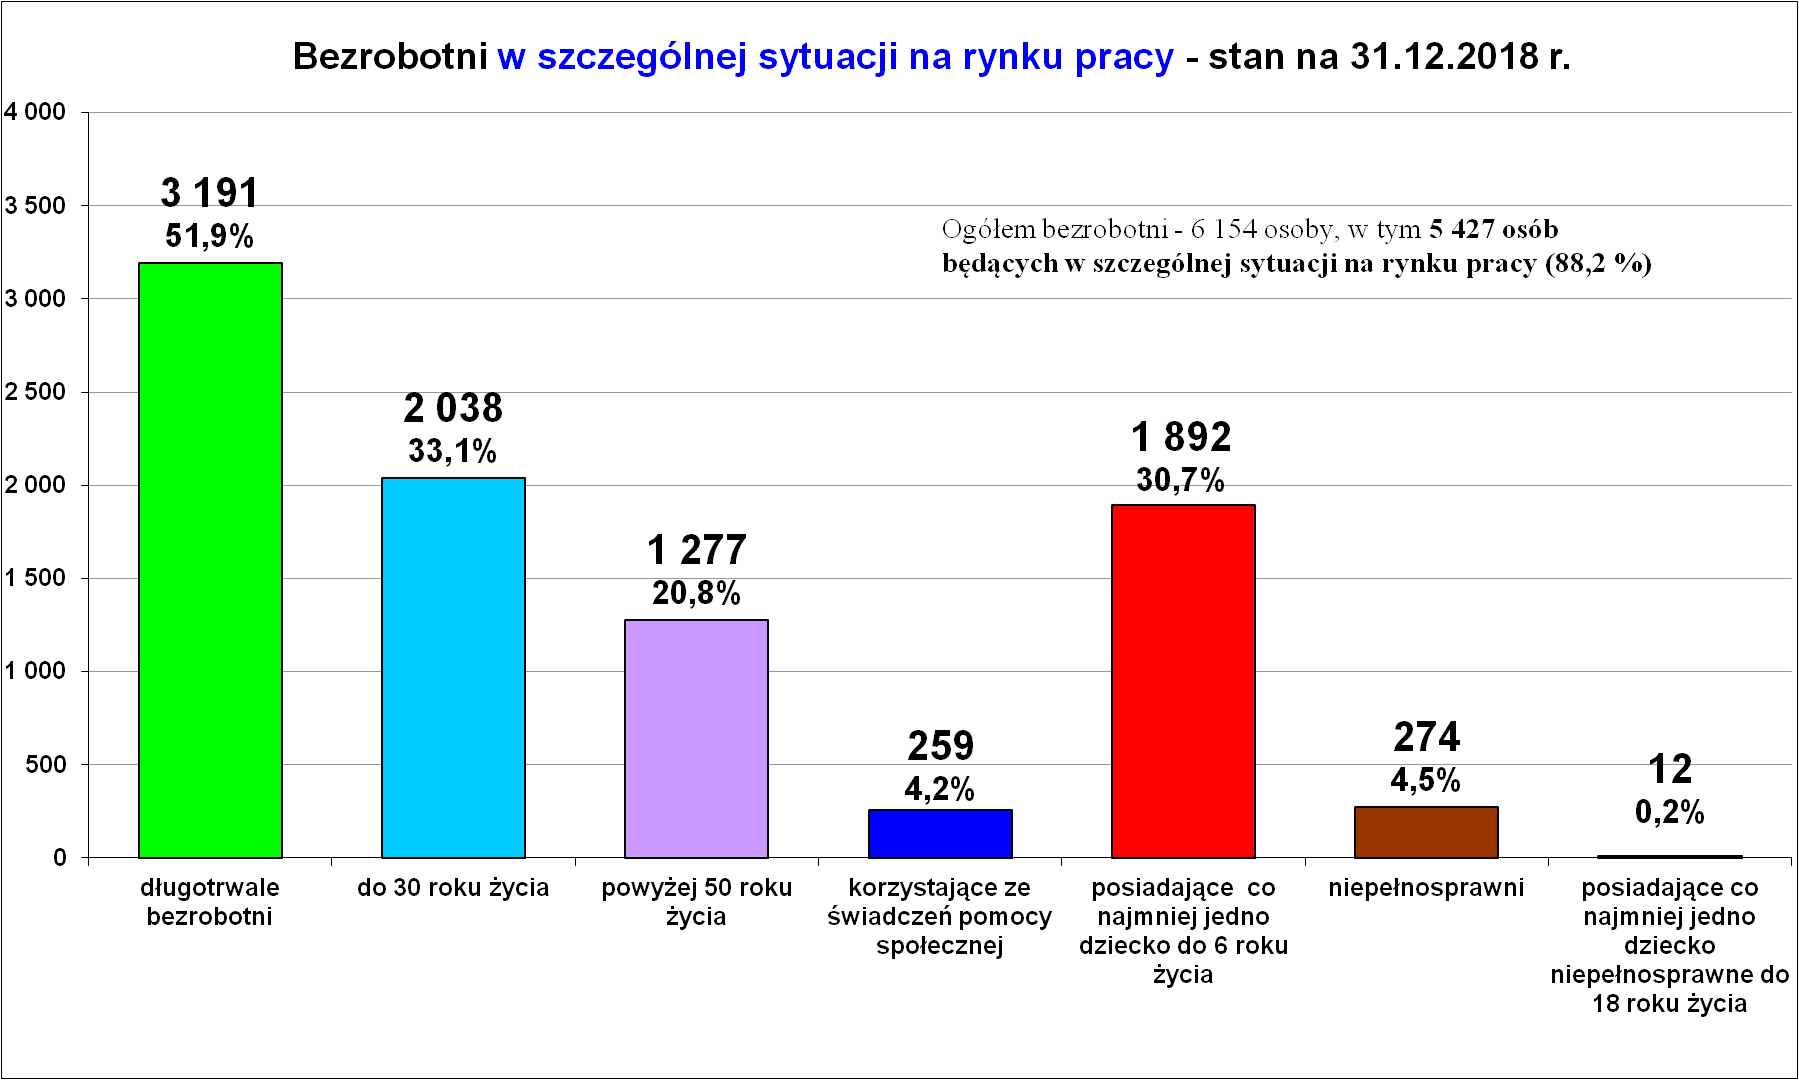 Bezrobotni w szczególnej sytuacji na rynku pracy - stan na 31.12.2018 r.
4 000
3 500
3 000
2 500
2 000
1 500
1 000
500
0
Ogółem bezrobotni - 6 154 osoby, w tym 5 427 osób
będących w szczególnej sytuacji na rynku pracy (88,2 %)
3 191
51,9%
2 038
33,1%
1 277
20,8%
259
4,2%
1 892
30,7%
274
4,5%
12
0,2%
długotrwale
bezrobotni
do 30 roku życia
powyżej 50 roku
życia
korzystające ze
świadczeń pomocy
społecznej
posiadające  co
najmniej jedno
dziecko do 6 roku
życia
niepełnosprawni
posiadające co
najmniej jedno
dziecko
niepełnosprawne do
18 roku życia